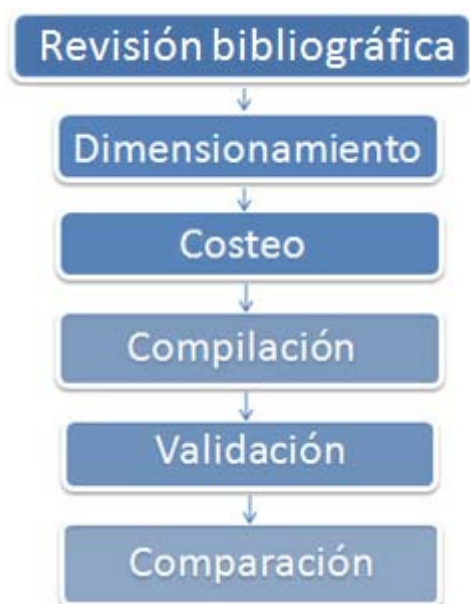 Revisión bibliográfica
Dimensionamiento
Costeo
Compilación
Validación
Comparación